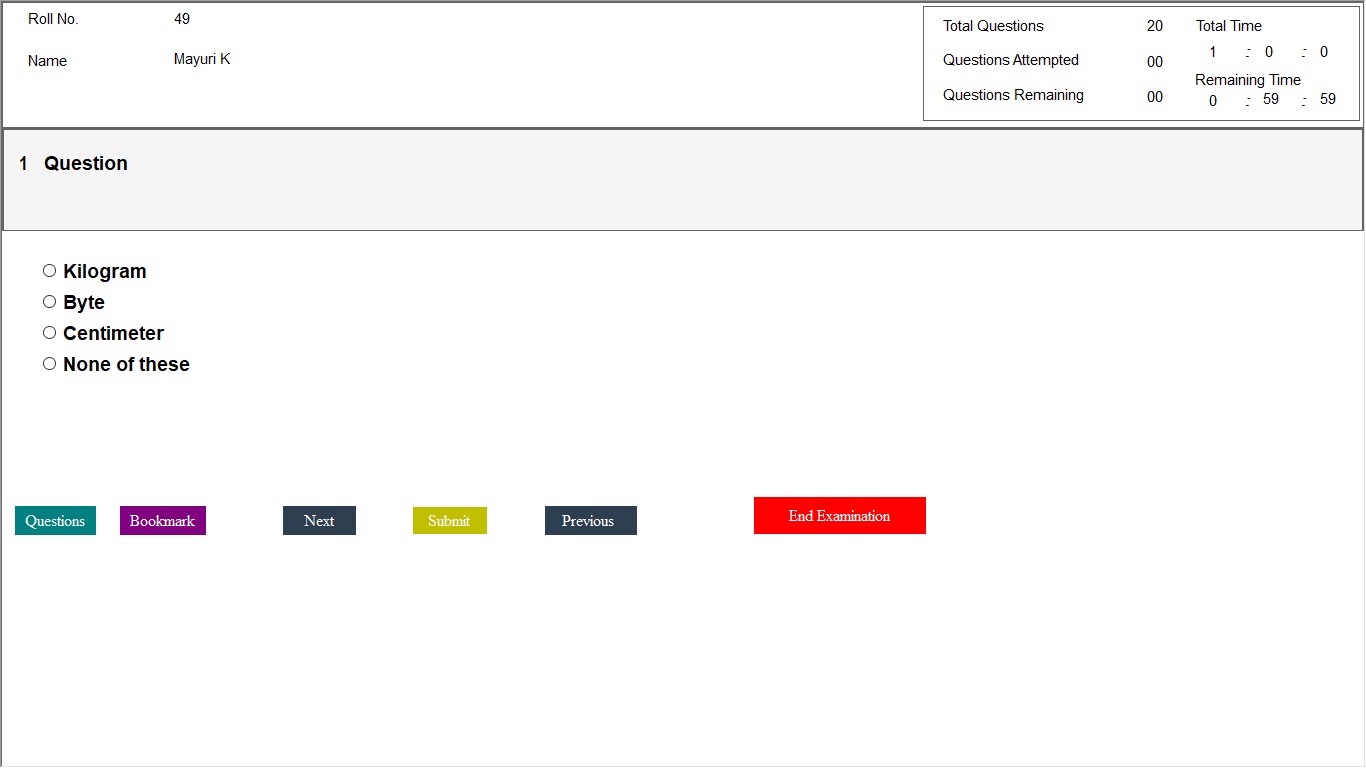 Roll No. 49
Name Mayuri K
Total Questions 20
Questions Attempted 00
Questions Remaining 00
Total Time
1 : 0 : 0
Remaining Time
0 : 59 : 59
1 Question
Kilogram
Byte
Centimeter
None of these
Questions Bookmark Next Submit Previous End Examination